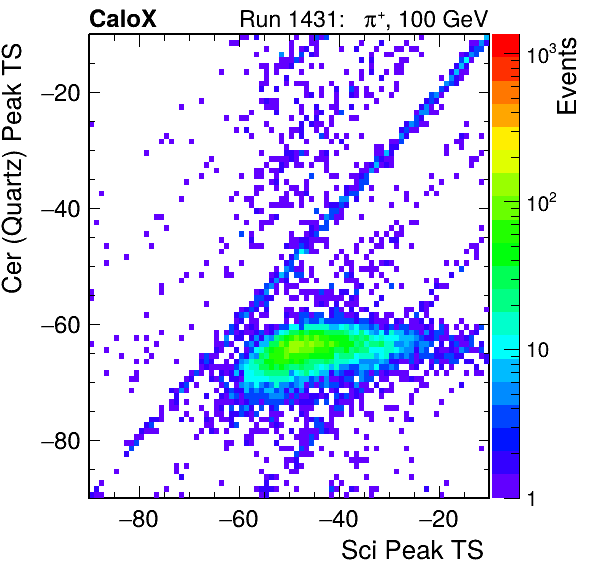 CaloX Run 1431: π⁺, 100 GeV
Cer (Quartz) Peak TS
−20
−40
−60
−80
−80 −60 −40 −20
Sci Peak TS
Events
10³
10²
10
1